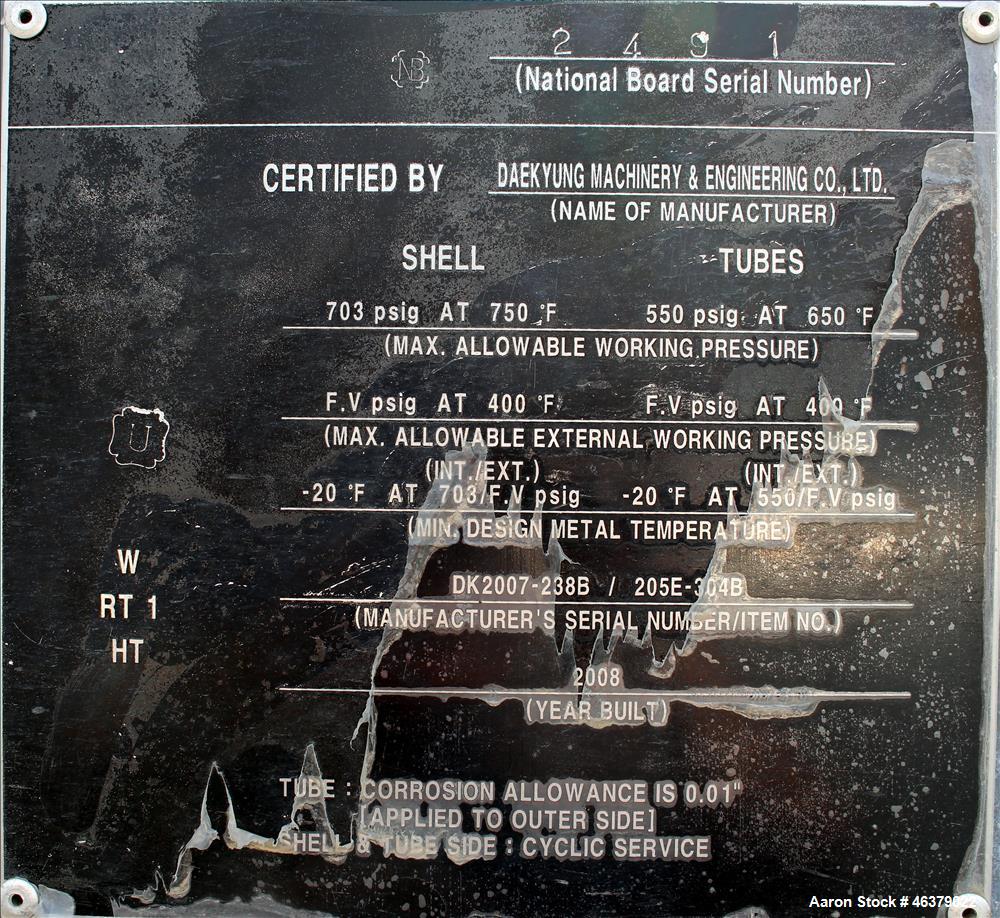 2 4 9 1
NB
(National Board Serial Number)
CERTIFIED BY DAEKYUNG MACHINERY & ENGINEERING CO., LTD.
(NAME OF MANUFACTURER)
SHELL TUBES
703 psig AT 750 °F 550 psig AT 650 °F
(MAX. ALLOWABLE WORKING PRESSURE)
F.V psig AT 400 °F F.V psig AT 400 °F
U
(MAX. ALLOWABLE EXTERNAL WORKING PRESSURE)
(INT./EXT.) (INT./EXT.)
-20 °F AT 703/F.V psig -20 °F AT 550/F.V psig
(MIN. DESIGN METAL TEMPERATURE)
W
DK2007-238B / 205E-304B
RT 1
(MANUFACTURER'S SERIAL NUMBER/ITEM NO.)
HT
2008
(YEAR BUILT)
TUBE : CORROSION ALLOWANCE IS 0.01"
[APPLIED TO OUTER SIDE]
SHELL & TUBE SIDE : CYCLIC SERVICE
Aaron Stock #